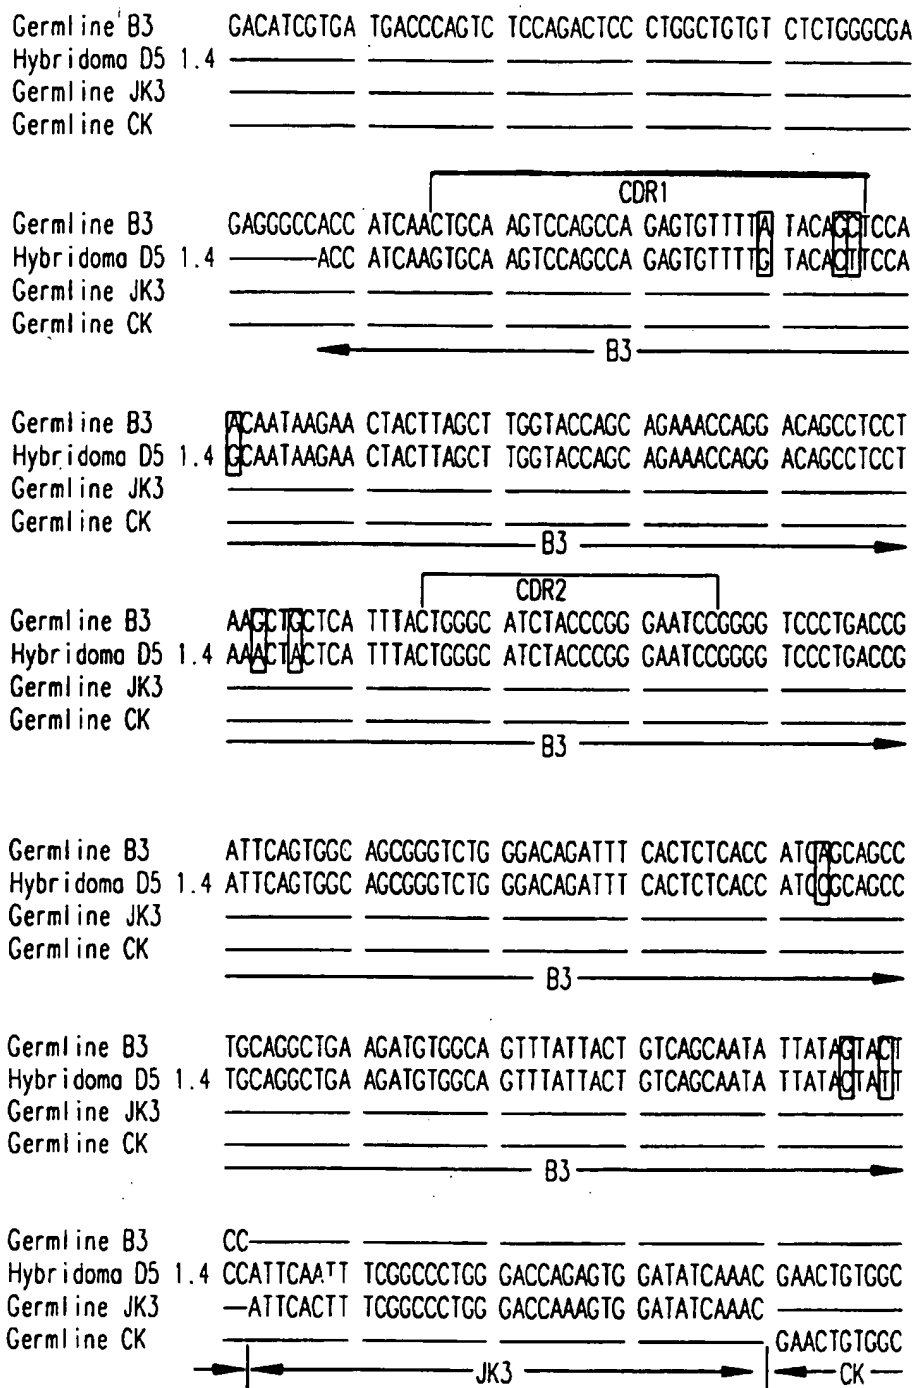 Germline B3 GACATCGTGA TGACCCAGTC TCCAGACTCC CTGGCTGTGT CTCTGGGCGA
Hybridoma D5 1.4
Germline JK3
Germline CK
CDR1
Germline B3 GAGGGCCACC ATCAACTGCA AGTCCAGCCA GAGTGTTTTA TACAGCTCCA
Hybridoma D5 1.4 ACC ATCAAGTGCA AGTCCAGCCA GAGTGTTTTG TACACTTCCA
Germline JK3
Germline CK
B3
Germline B3 ACAATAAGAA CTACTTAGCT TGGTACCAGC AGAAACCAGG ACAGCCTCCT
Hybridoma D5 1.4 GCAATAAGAA CTACTTAGCT TGGTACCAGC AGAAACCAGG ACAGCCTCCT
Germline JK3
Germline CK
B3
CDR2
Germline B3 AAGCTGCTCA TTTACTGGGC ATCTACCCGG GAATCCGGGG TCCCTGACCG
Hybridoma D5 1.4 AAACTACTCA TTTACTGGGC ATCTACCCGG GAATCCGGGG TCCCTGACCG
Germline JK3
Germline CK
B3
Germline B3 ATTCAGTGGC AGCGGGTCTG GGACAGATTT CACTCTCACC ATCAGCAGCC
Hybridoma D5 1.4 ATTCAGTGGC AGCGGGTCTG GGACAGATTT CACTCTCACC ATCCGCAGCC
Germline JK3
Germline CK
B3
Germline B3 TGCAGGCTGA AGATGTGGCA GTTTATTACT GTCAGCAATA TTATAGTACT
Hybridoma D5 1.4 TGCAGGCTGA AGATGTGGCA GTTTATTACT GTCAGCAATA TTATACTATT
Germline JK3
Germline CK
B3
Germline B3 CC
Hybridoma D5 1.4 CCATTCAATT TCGGCCCTGG GACCAGAGTG GATATCAAAC GAACTGTGGC
Germline JK3 ATTCACTT TCGGCCCTGG GACCAAAGTG GATATCAAAC
Germline CK GAACTGTGGC
JK3 CK